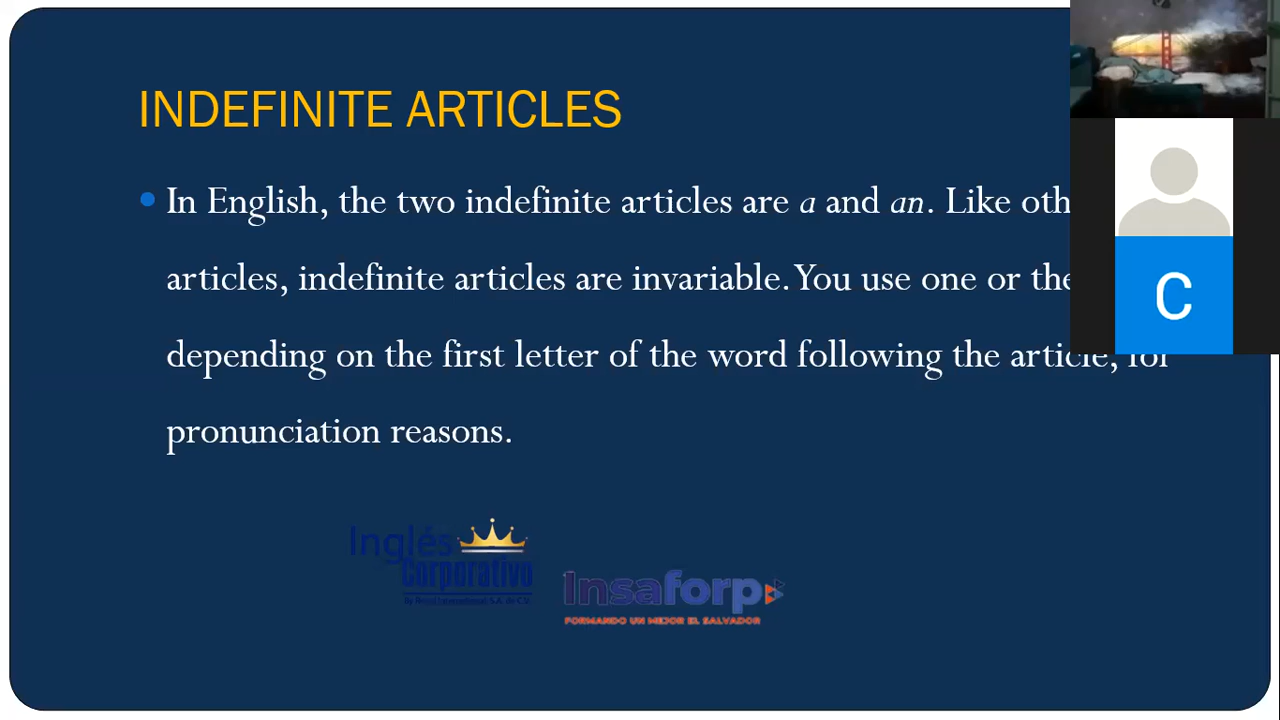 INDEFINITE ARTICLES
In English, the two indefinite articles are a and an. Like oth
articles, indefinite articles are invariable. You use one or the
depending on the first letter of the word following the article, for
pronunciation reasons.
Inglés
Corporativo
Insaforp
FORMANDO UN MEJOR EL SALVADOR
C